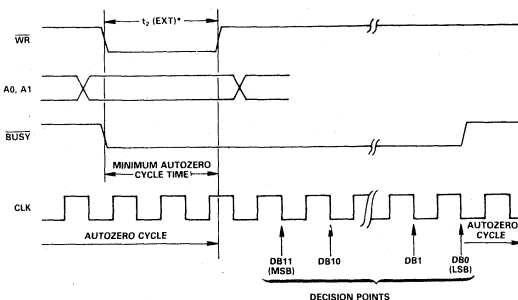 t₂ (EXT)*
WR
A0, A1
BUSY
MINIMUM AUTOZERO
CYCLE TIME
CLK
AUTOZERO CYCLE
AUTOZERO
CYCLE
DB11
(MSB)
DB10
DB1
DB0
(LSB)
DECISION POINTS